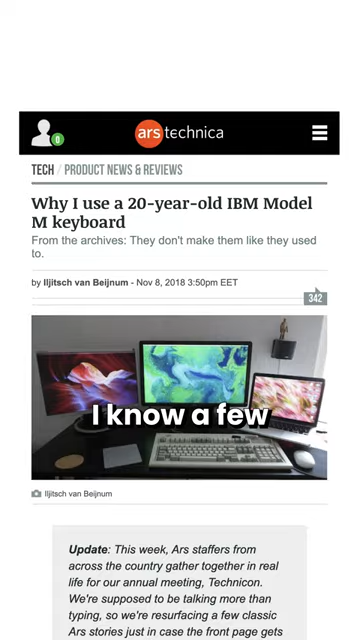 0
ars technica
TECH / PRODUCT NEWS & REVIEWS
Why I use a 20-year-old IBM Model
M keyboard
From the archives: They don't make them like they used
to.
by Iljitsch van Beijnum - Nov 8, 2018 3:50pm EET
342
I know a few
Iljitsch van Beijnum
Update: This week, Ars staffers from
across the country gather together in real
life for our annual meeting, Technicon.
We're supposed to be talking more than
typing, so we're resurfacing a few classic
Ars stories just in case the front page gets